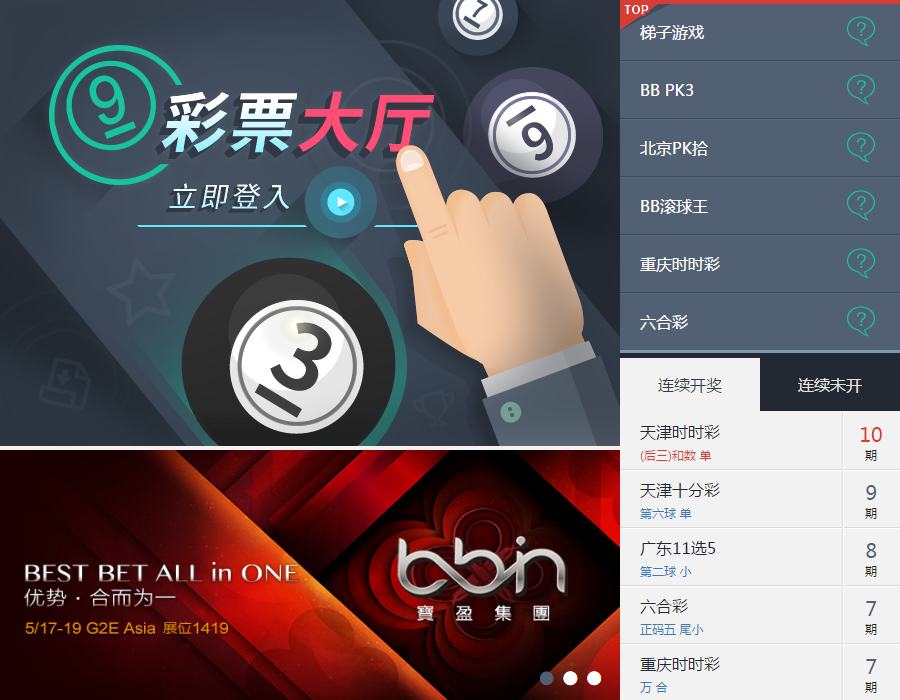 7
9
彩票大厅
9
立即登入
3
BEST BET ALL in ONE
优势·合而为一
5/17-19 G2E Asia 展位1419
bbin
寶盈集團
TOP
梯子游戏
?
BB PK3
?
北京PK拾
?
BB滚球王
?
重庆时时彩
?
六合彩
?
连续开奖
连续未开
天津时时彩
(后三)和数 单
10
期
天津十分彩
第六球 单
9
期
广东11选5
第二球 小
8
期
六合彩
正码五 尾小
7
期
重庆时时彩
万 合
7
期